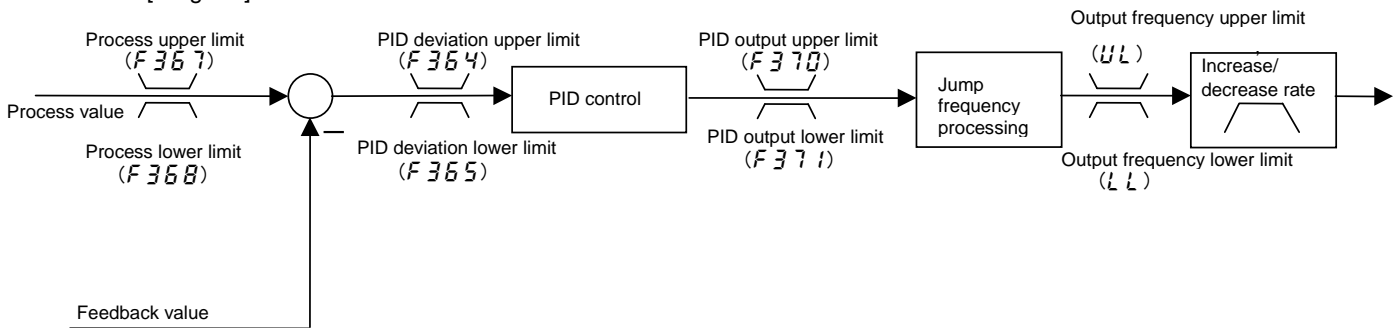 Process upper limit
(F367)
Process value
Process lower limit
(F368)
PID deviation upper limit
(F364)
PID deviation lower limit
(F365)
PID control
PID output upper limit
(F370)
PID output lower limit
(F371)
Jump
frequency
processing
Output frequency upper limit
(UL)
Output frequency lower limit
(LL)
Increase/
decrease rate
Feedback value